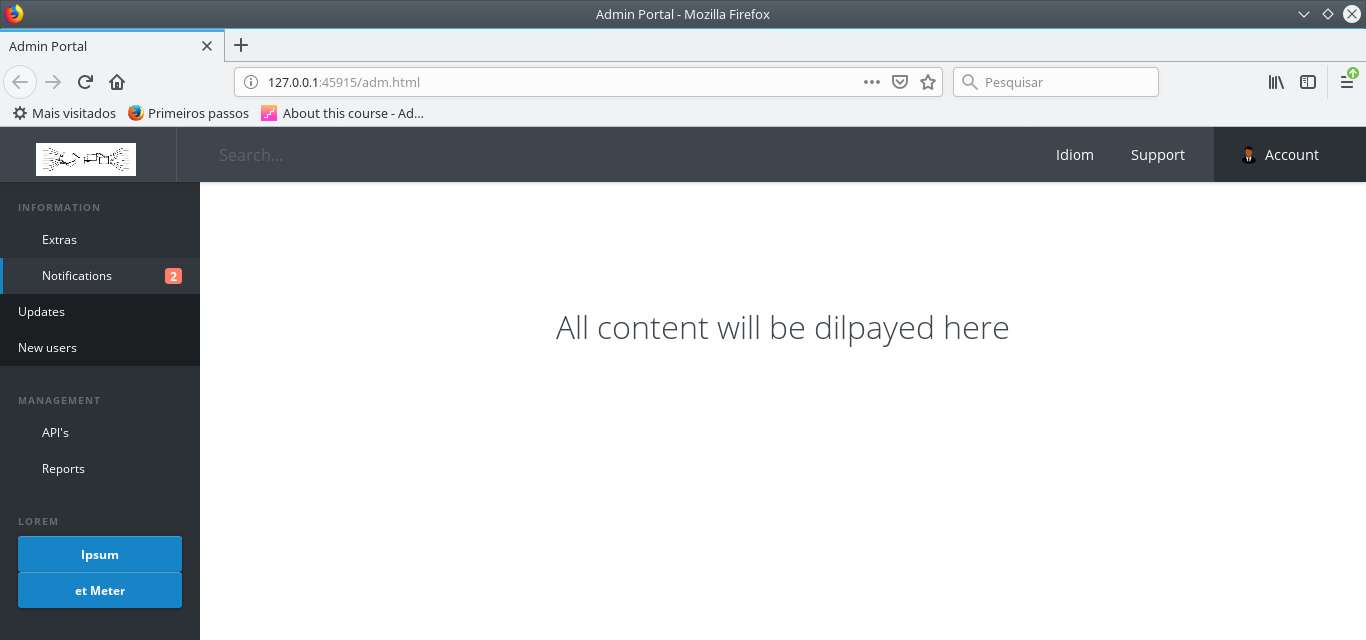 Admin Portal - Mozilla Firefox
Admin Portal
127.0.0.1:45915/adm.html
Pesquisar
Mais visitados Primeiros passos About this course - Ad...
Search...
Idiom Support Account
INFORMATION
Extras
Notifications 2
Updates
New users
All content will be dilpayed here
MANAGEMENT
API's
Reports
LOREM
Ipsum
et Meter